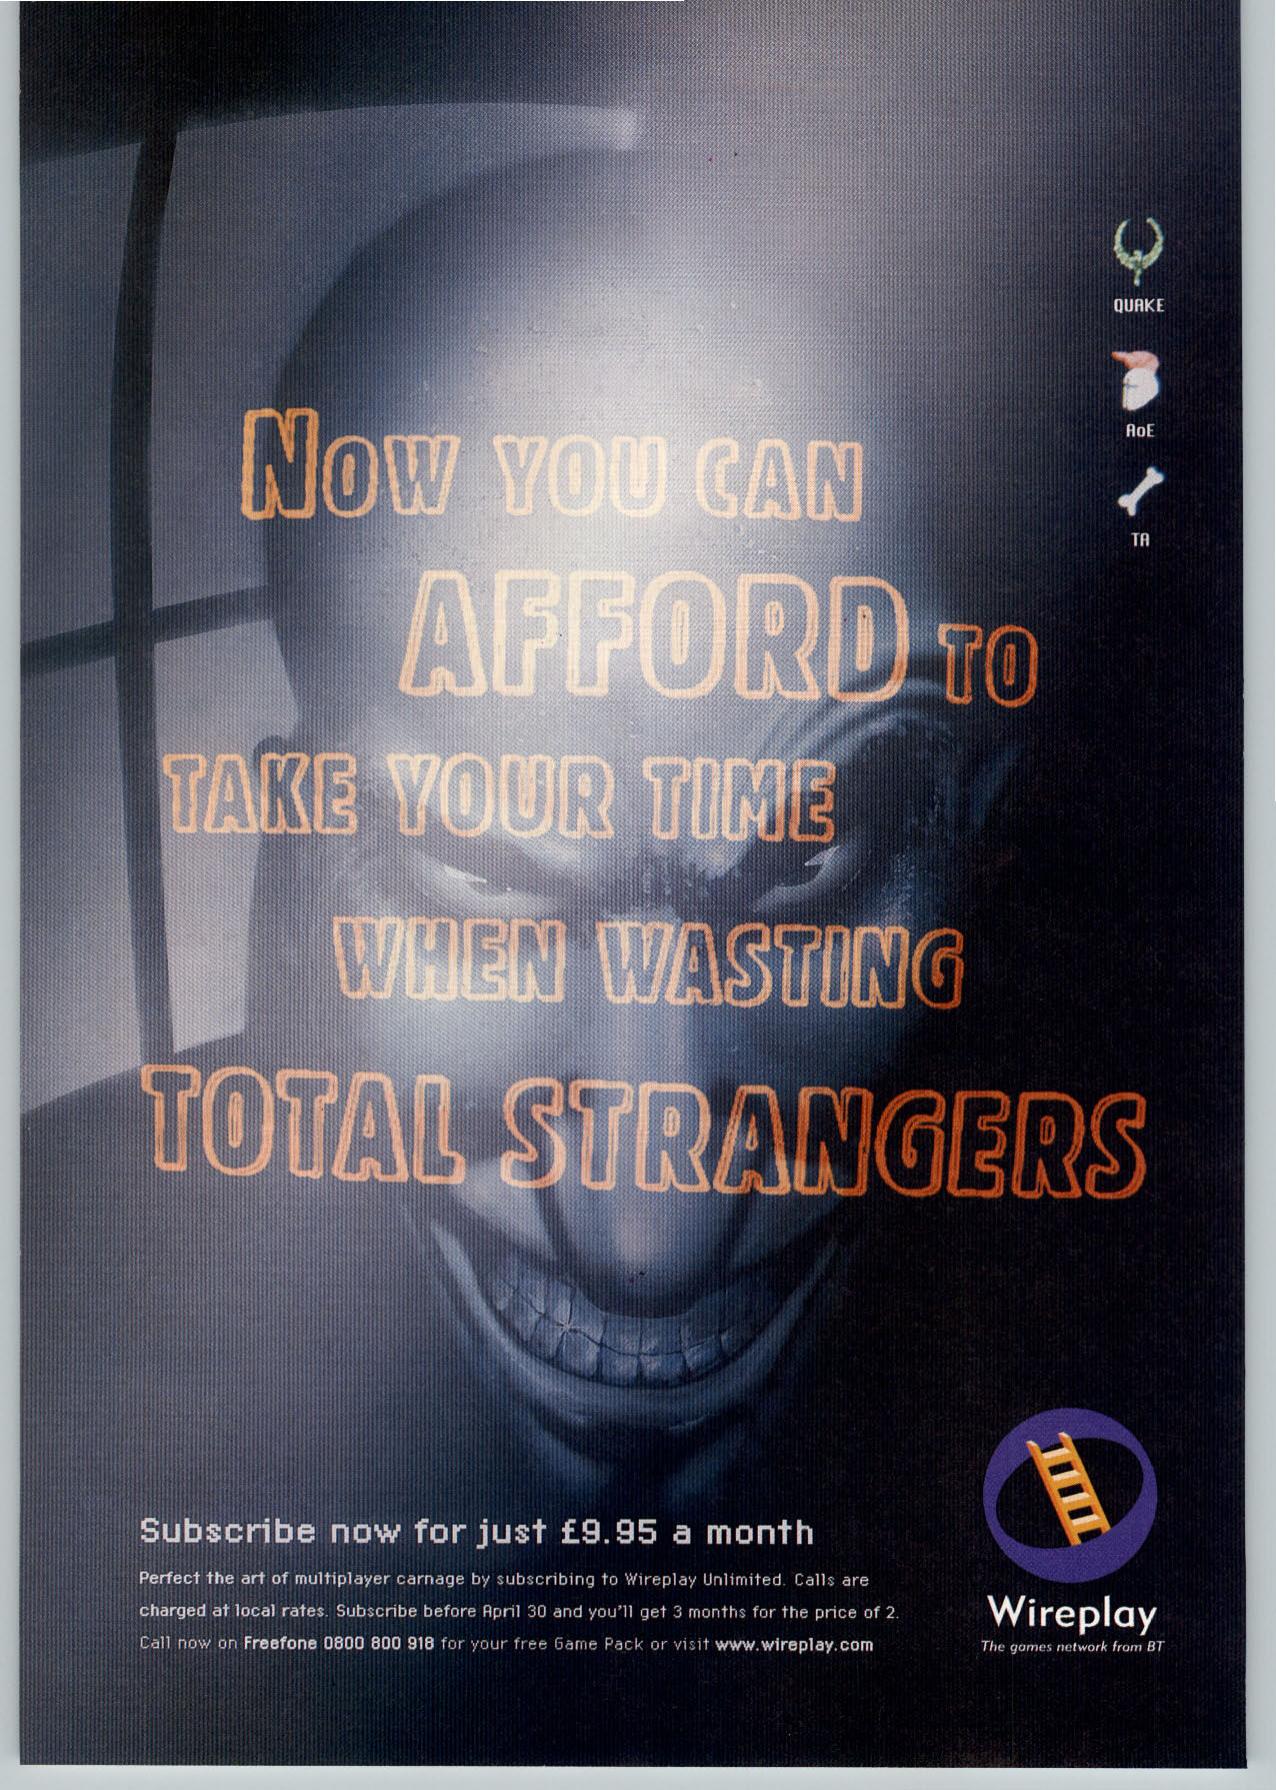 NOW YOU CAN
AFFORD TO
TAKE YOUR TIME
WHEN WASTING
TOTAL STRANGERS
QUAKE
AoE
TA
Subscribe now for just £9.95 a month
Perfect the art of multiplayer carnage by subscribing to Wireplay Unlimited. Calls are
charged at local rates. Subscribe before April 30 and you'll get 3 months for the price of 2.
Call now on Freefone 0800 800 918 for your free Game Pack or visit www.wireplay.com
Wireplay
The games network from BT